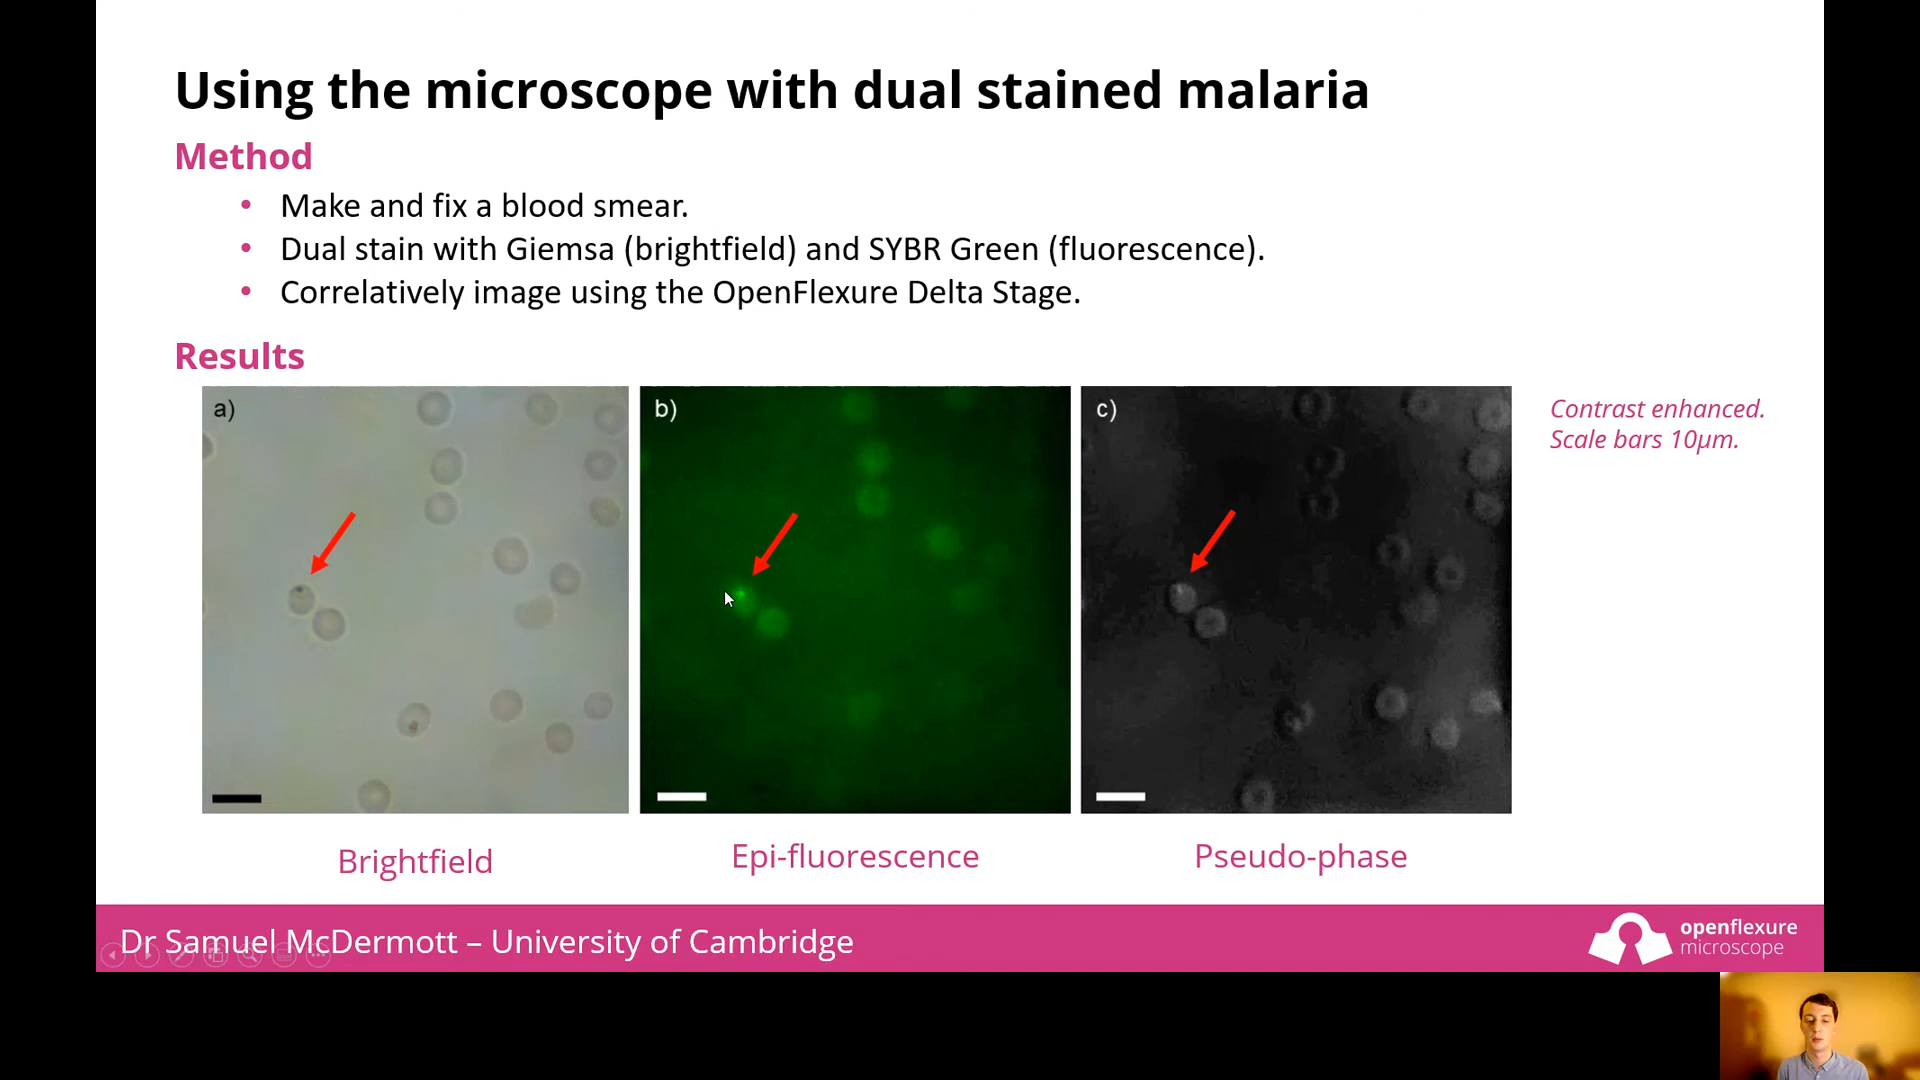 Using the microscope with dual stained malaria
Method
• Make and fix a blood smear.
• Dual stain with Giemsa (brightfield) and SYBR Green (fluorescence).
• Correlatively image using the OpenFlexure Delta Stage.
Results
a)
b)
c)
Contrast enhanced.
Scale bars 10μm.
Brightfield
Epi-fluorescence
Pseudo-phase
Dr Samuel McDermott – University of Cambridge
openflexure
microscope